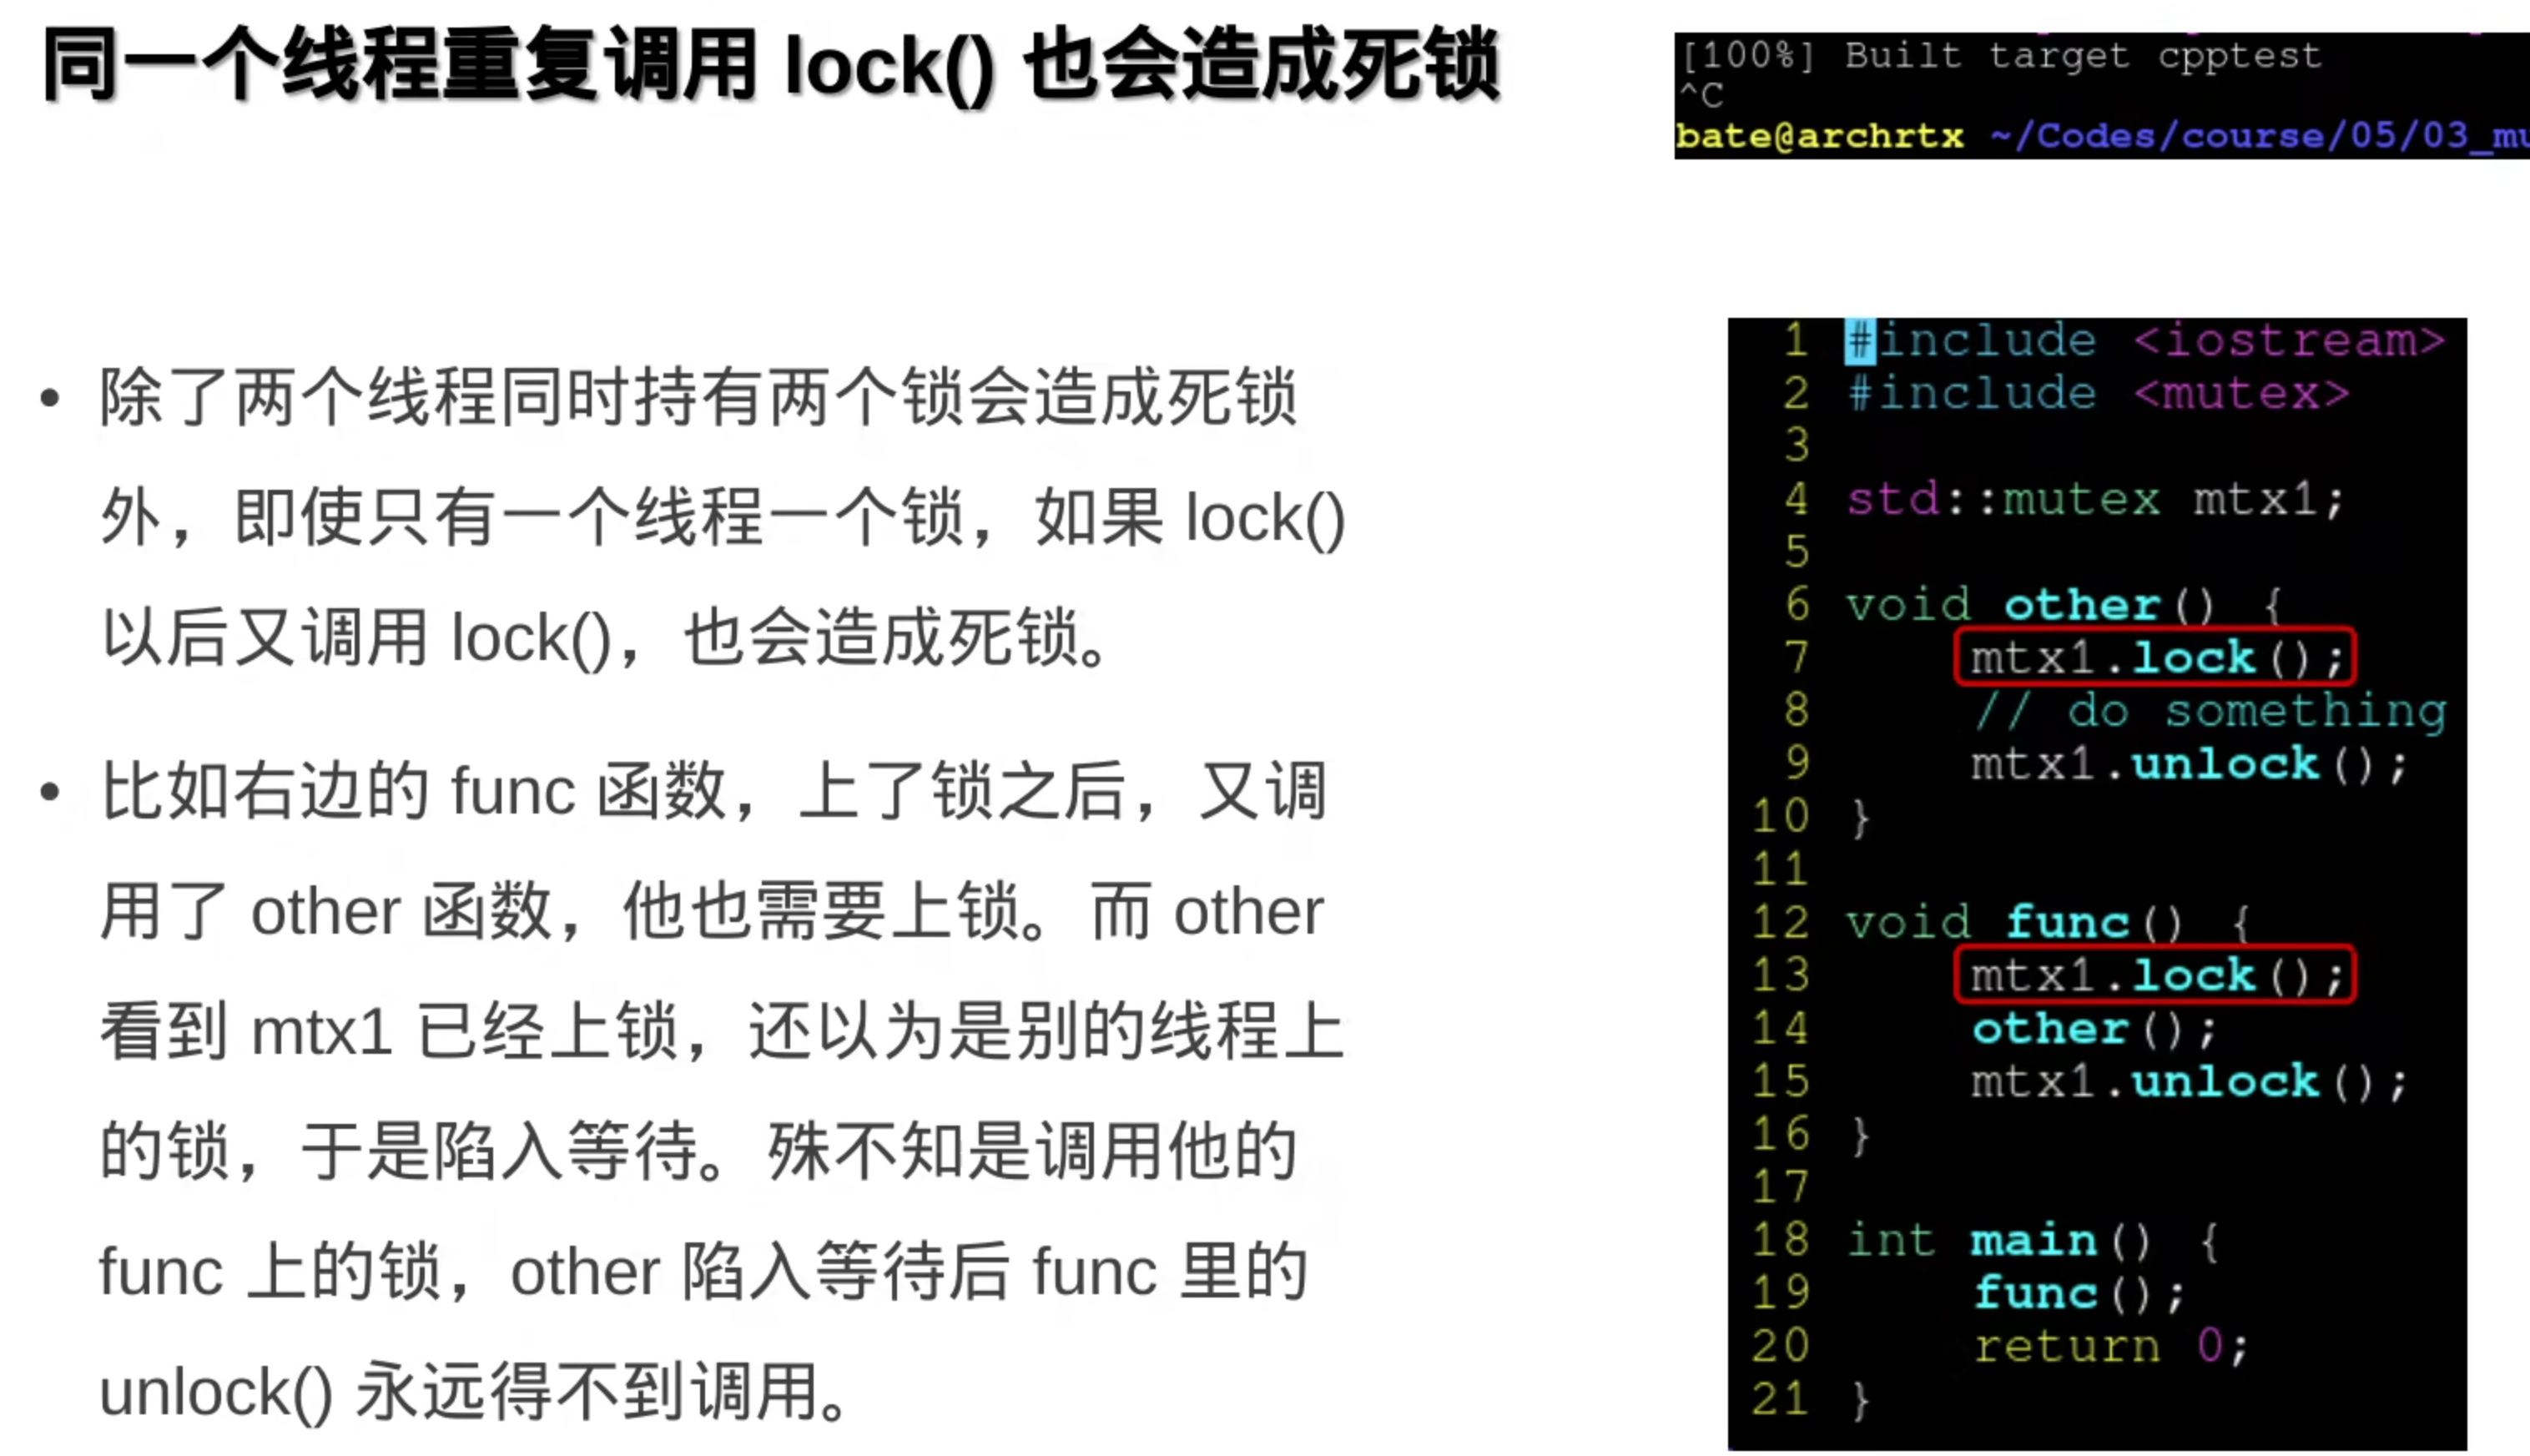 同一个线程重复调用 lock() 也会造成死锁
[100%] Built target cpptest
^C
bate@archrtx ~/Codes/course/05/03_mu
• 除了两个线程同时持有两个锁会造成死锁
外，即使只有一个线程一个锁，如果 lock()
以后又调用 lock()，也会造成死锁。
• 比如右边的 func 函数，上了锁之后，又调
用了 other 函数，他也需要上锁。而 other
看到 mtx1 已经上锁，还以为是别的线程上
的锁，于是陷入等待。殊不知是调用他的
func 上的锁，other 陷入等待后 func 里的
unlock() 永远得不到调用。
1 #include <iostream>
2 #include <mutex>
3
4 std::mutex mtx1;
5
6 void other() {
7     mtx1.lock();
8     // do something
9     mtx1.unlock();
10 }
11
12 void func() {
13     mtx1.lock();
14     other();
15     mtx1.unlock();
16 }
17
18 int main() {
19     func();
20     return 0;
21 }